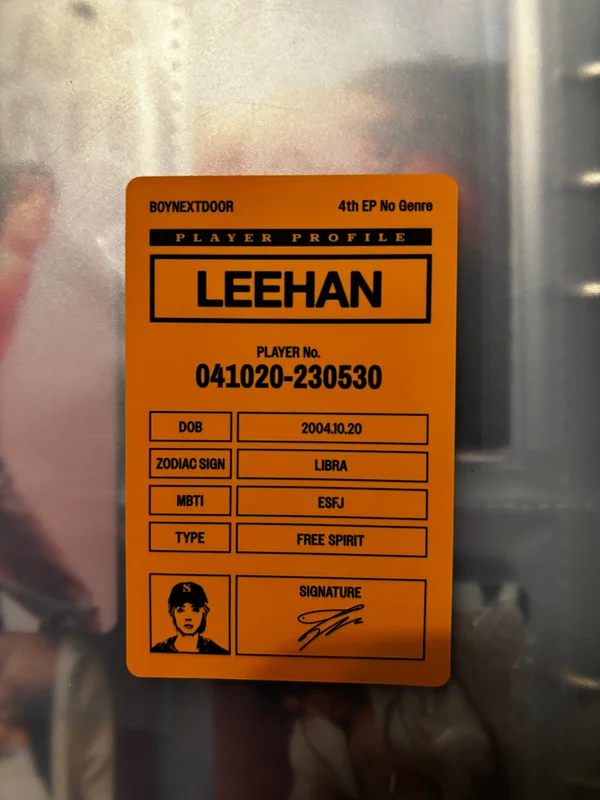 BOYNEXTDOOR 4th EP No Genre
PLAYER PROFILE
LEEHAN
PLAYER No.
041020-230530
DOB 2004.10.20
ZODIAC SIGN LIBRA
MBTI ESFJ
TYPE FREE SPIRIT
S
SIGNATURE